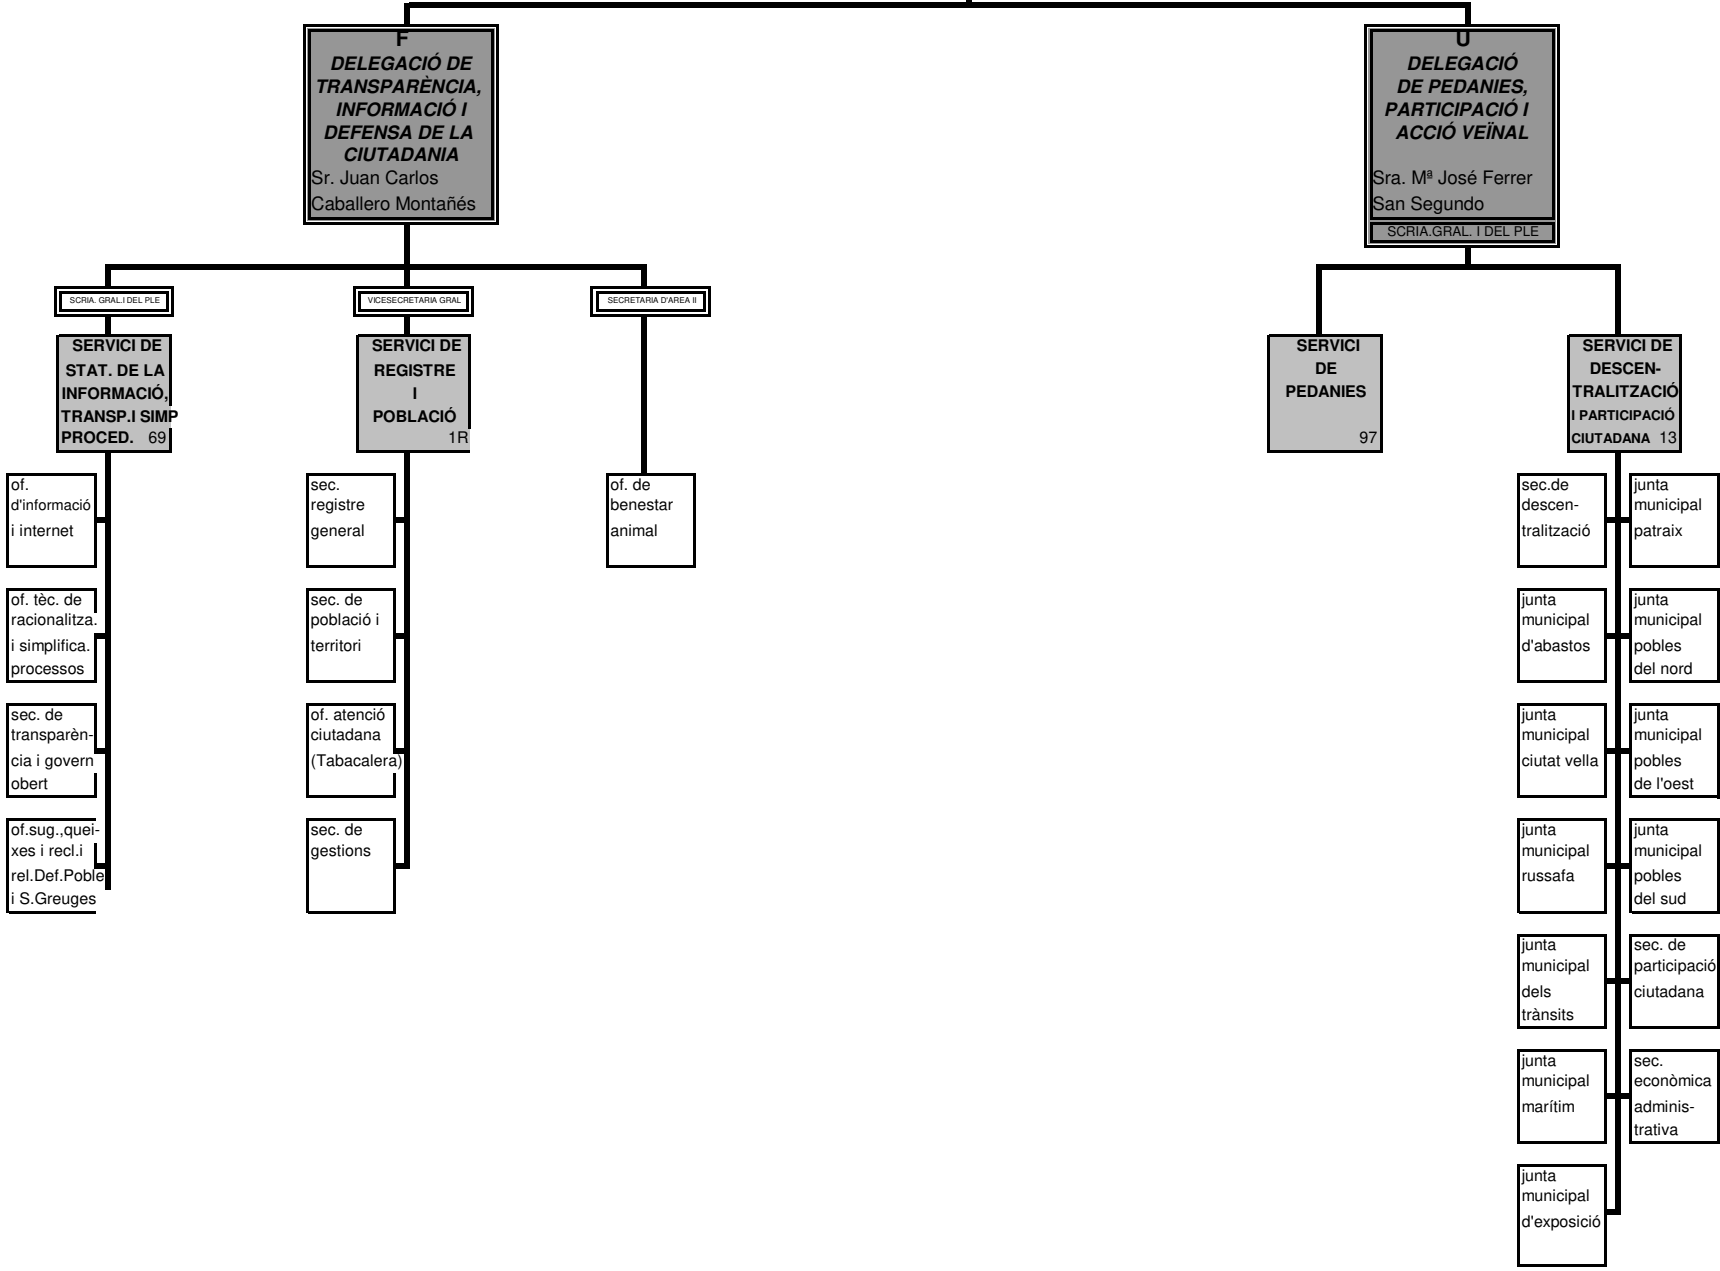 F
DELEGACIÓ DE
TRANSPARÈNCIA,
INFORMACIÓ I
DEFENSA DE LA
CIUTADANIA
Sr. Juan Carlos
Caballero Montañés
U
DELEGACIÓ
DE PEDANIES,
PARTICIPACIÓ I
ACCIÓ VEÏNAL
Sra. Mª José Ferrer
San Segundo
SCRIA.GRAL. I DEL PLE
SCRIA. GRAL.I DEL PLE
VICESECRETARIA GRAL
SECRETARIA D'AREA II
SERVICI DE
STAT. DE LA
INFORMACIÓ,
TRANSP.I SIMP
PROCED. 69
SERVICI DE
REGISTRE
I
POBLACIÓ
1R
SERVICI
DE
PEDANIES
97
SERVICI DE
DESCEN-
TRALITZACIÓ
I PARTICIPACIÓ
CIUTADANA 13
of.
d'informació
i internet
of. tèc. de
racionalitza.
i simplifica.
processos
sec. de
transparèn-
cia i govern
obert
of.sug.,quei-
xes i recl.i
rel.Def.Poble
i S.Greuges
sec.
registre
general
sec. de
població i
territori
of. atenció
ciutadana
(Tabacalera)
sec. de
gestions
of. de
benestar
animal
sec.de
descen-
tralització
junta
municipal
d'abastos
junta
municipal
ciutat vella
junta
municipal
russafa
junta
municipal
dels
trànsits
junta
municipal
marítim
junta
municipal
d'exposició
junta
municipal
patraix
junta
municipal
pobles
del nord
junta
municipal
pobles
de l'oest
junta
municipal
pobles
del sud
sec. de
participació
ciutadana
sec.
econòmica
adminis-
trativa